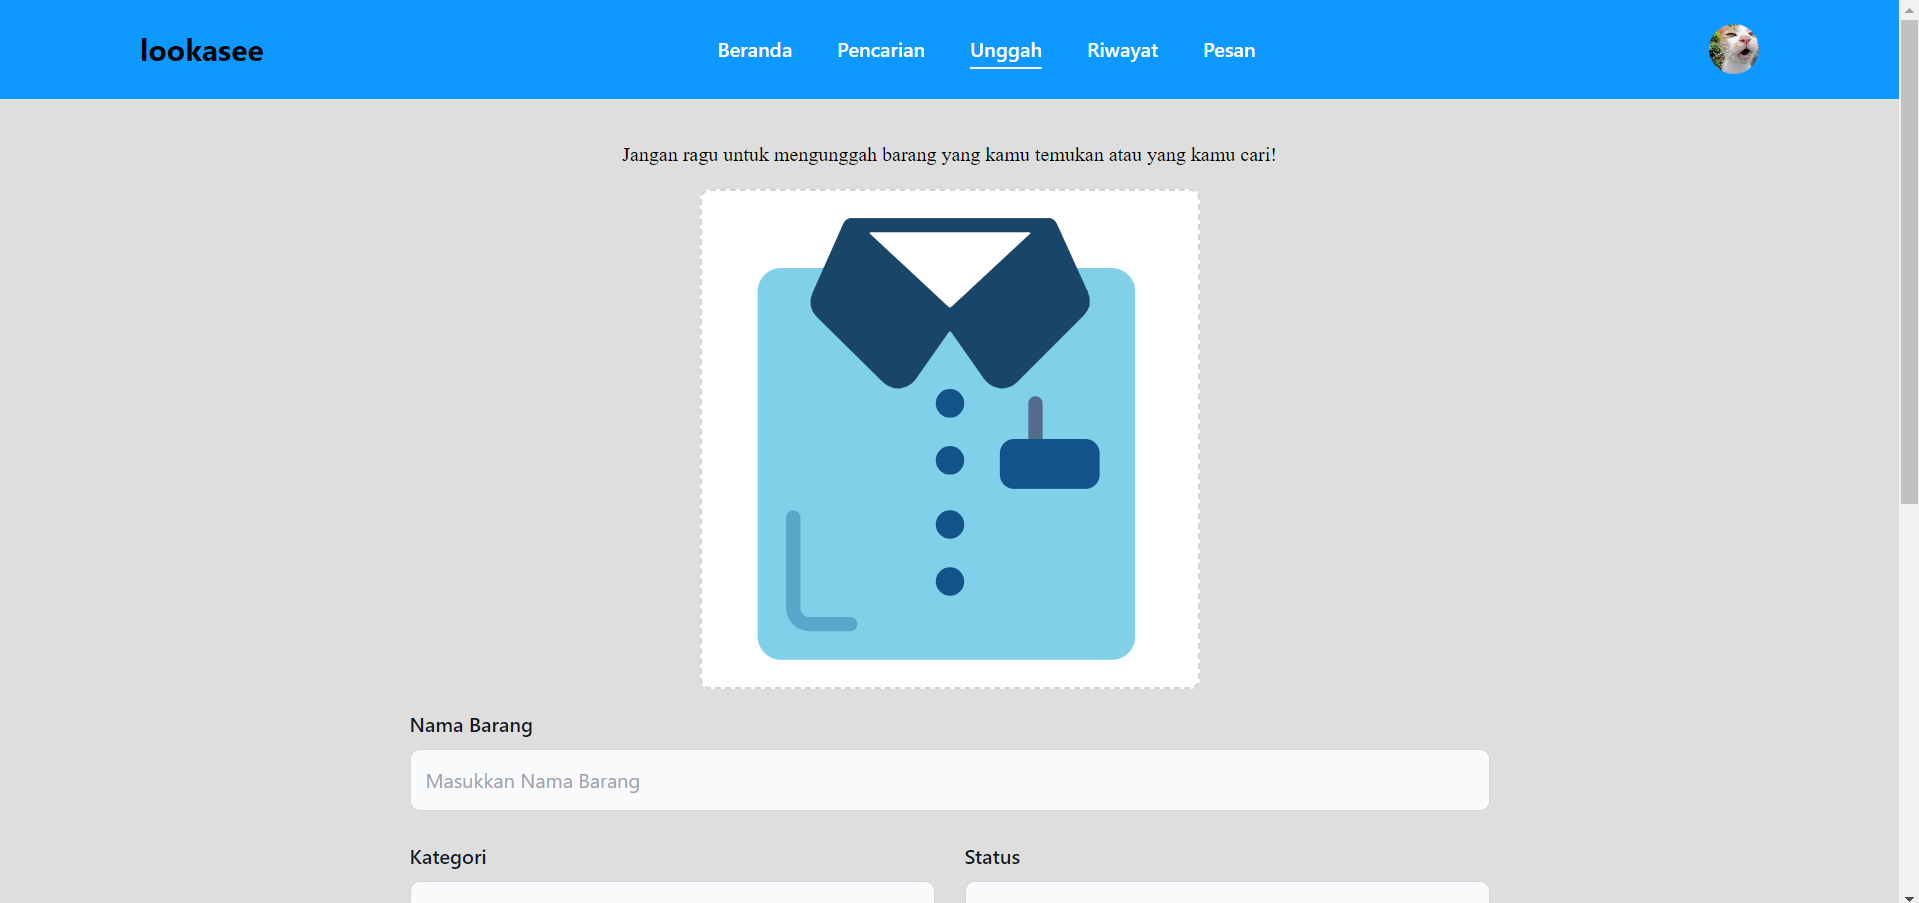 lookasee
Beranda Pencarian Unggah Riwayat Pesan
Jangan ragu untuk mengunggah barang yang kamu temukan atau yang kamu cari!
Nama Barang
Masukkan Nama Barang
Kategori Status